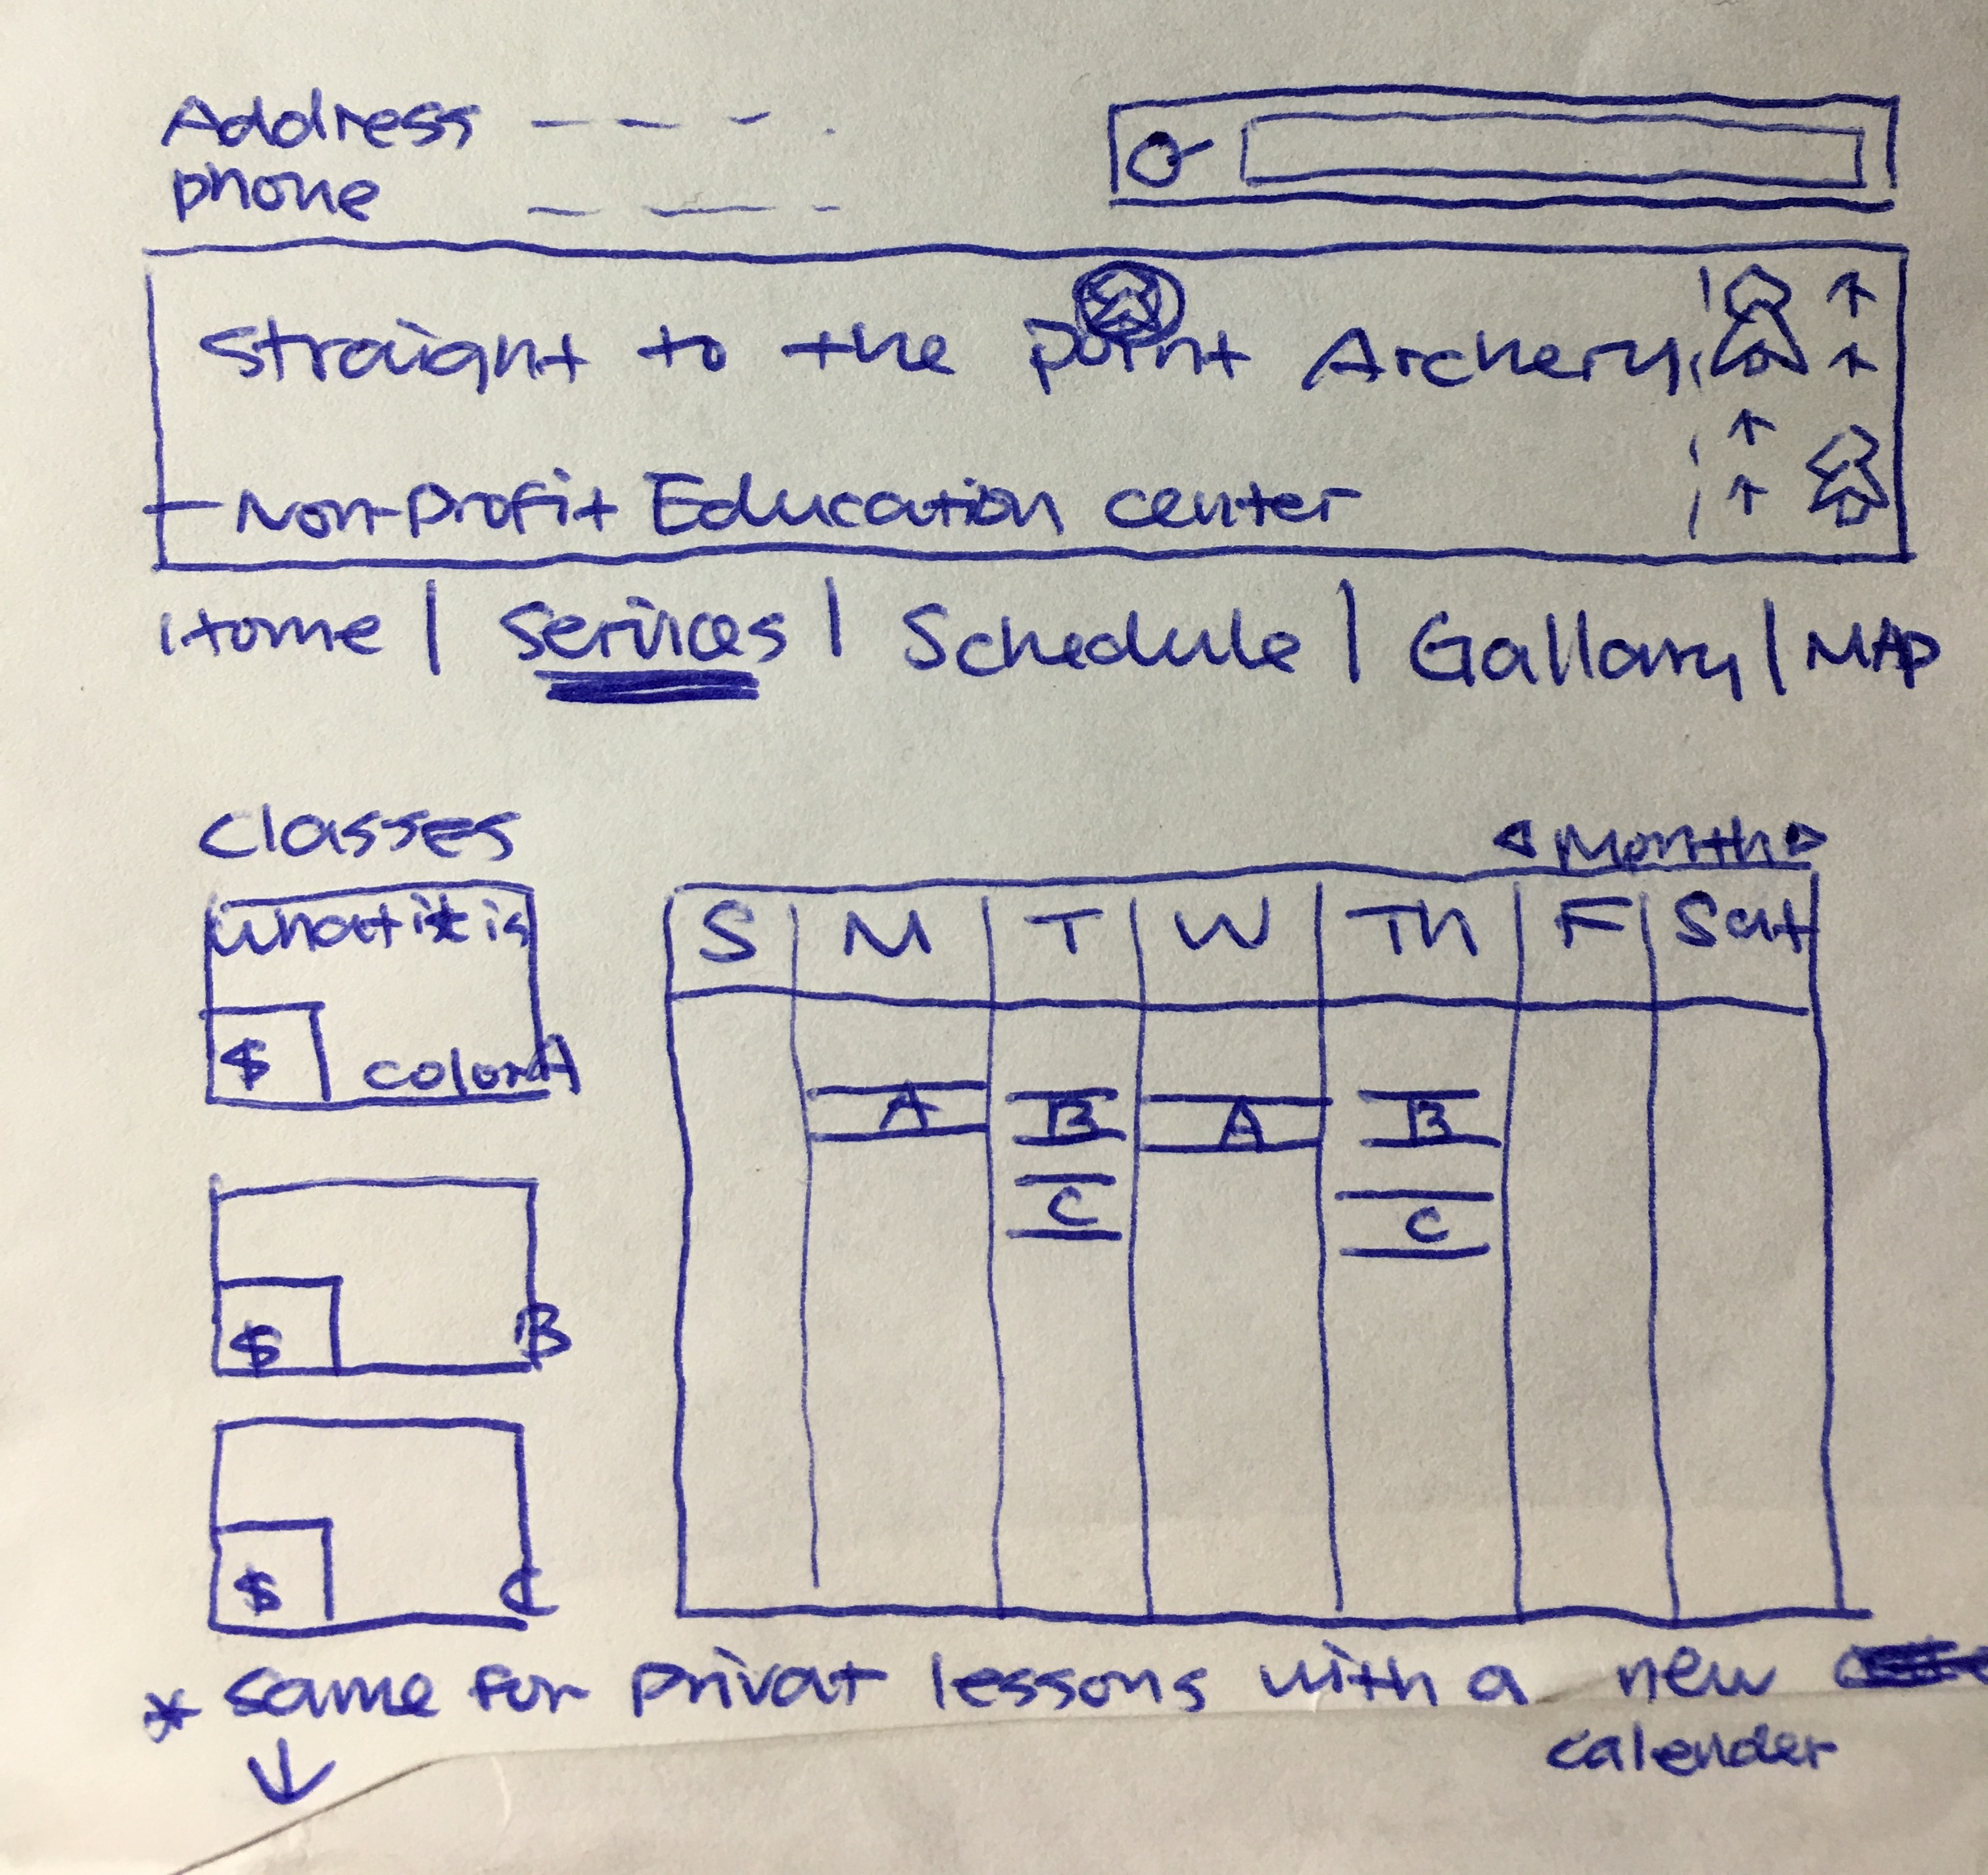 Address
phone
Straight to the point Archery
Non-Profit Education center
Home | Services | Schedule | Gallary | MAP
Classes
◁ Month ▷
what it is
$ color A
$ B
$ C
S M T W Th F Sat
A B A B
C C
* same for privat lessons with a new
calender